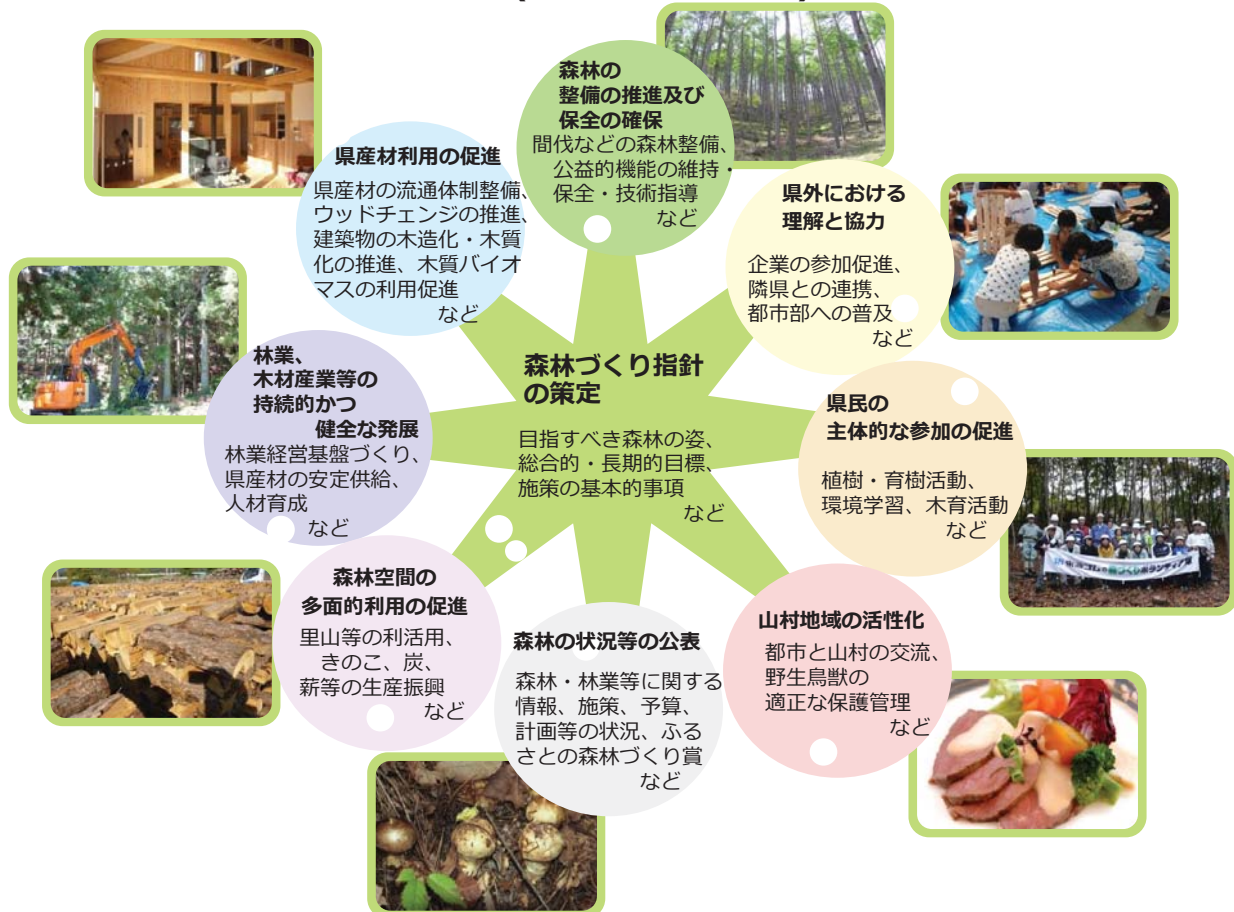 森林の
整備の推進及び
保全の確保
間伐などの森林整備、
公益的機能の維持・
保全・技術指導
など
県外における
理解と協力
企業の参加促進、
隣県との連携、
都市部への普及
など
県民の
主体的な参加の促進
植樹・育樹活動、
環境学習、木育活動
など
山村地域の活性化
都市と山村の交流、
野生鳥獣の
適正な保護管理
など
森林の状況等の公表
森林・林業等に関する
情報、施策、予算、
計画等の状況、ふる
さとの森林づくり賞
など
森林空間の
多面的利用の促進
里山等の利活用、
きのこ、炭、
薪等の生産振興
など
林業、
木材産業等の
持続的かつ
健全な発展
林業経営基盤づくり、
県産材の安定供給、
人材育成
など
県産材利用の促進
県産材の流通体制整備、
ウッドチェンジの推進、
建築物の木造化・木質
化の推進、木質バイオ
マスの利用促進
など
森林づくり指針
の策定
目指すべき森林の姿、
総合的・長期的目標、
施策の基本的事項
など